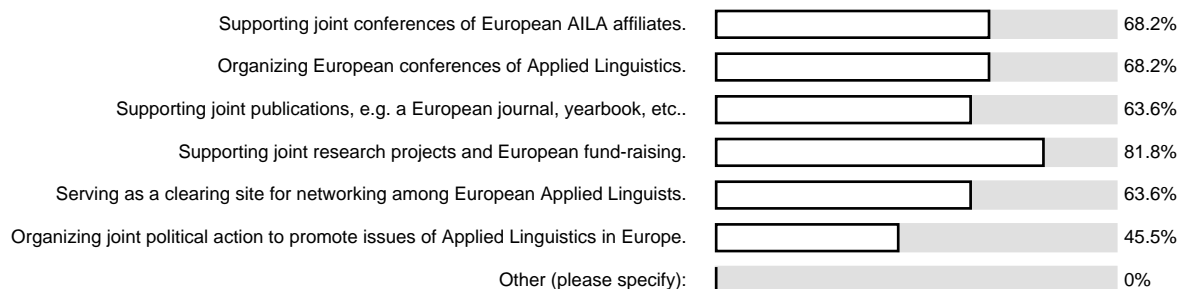 Supporting joint conferences of European AILA affiliates. 68.2%
Organizing European conferences of Applied Linguistics. 68.2%
Supporting joint publications, e.g. a European journal, yearbook, etc.. 63.6%
Supporting joint research projects and European fund-raising. 81.8%
Serving as a clearing site for networking among European Applied Linguists. 63.6%
Organizing joint political action to promote issues of Applied Linguistics in Europe. 45.5%
Other (please specify): 0%